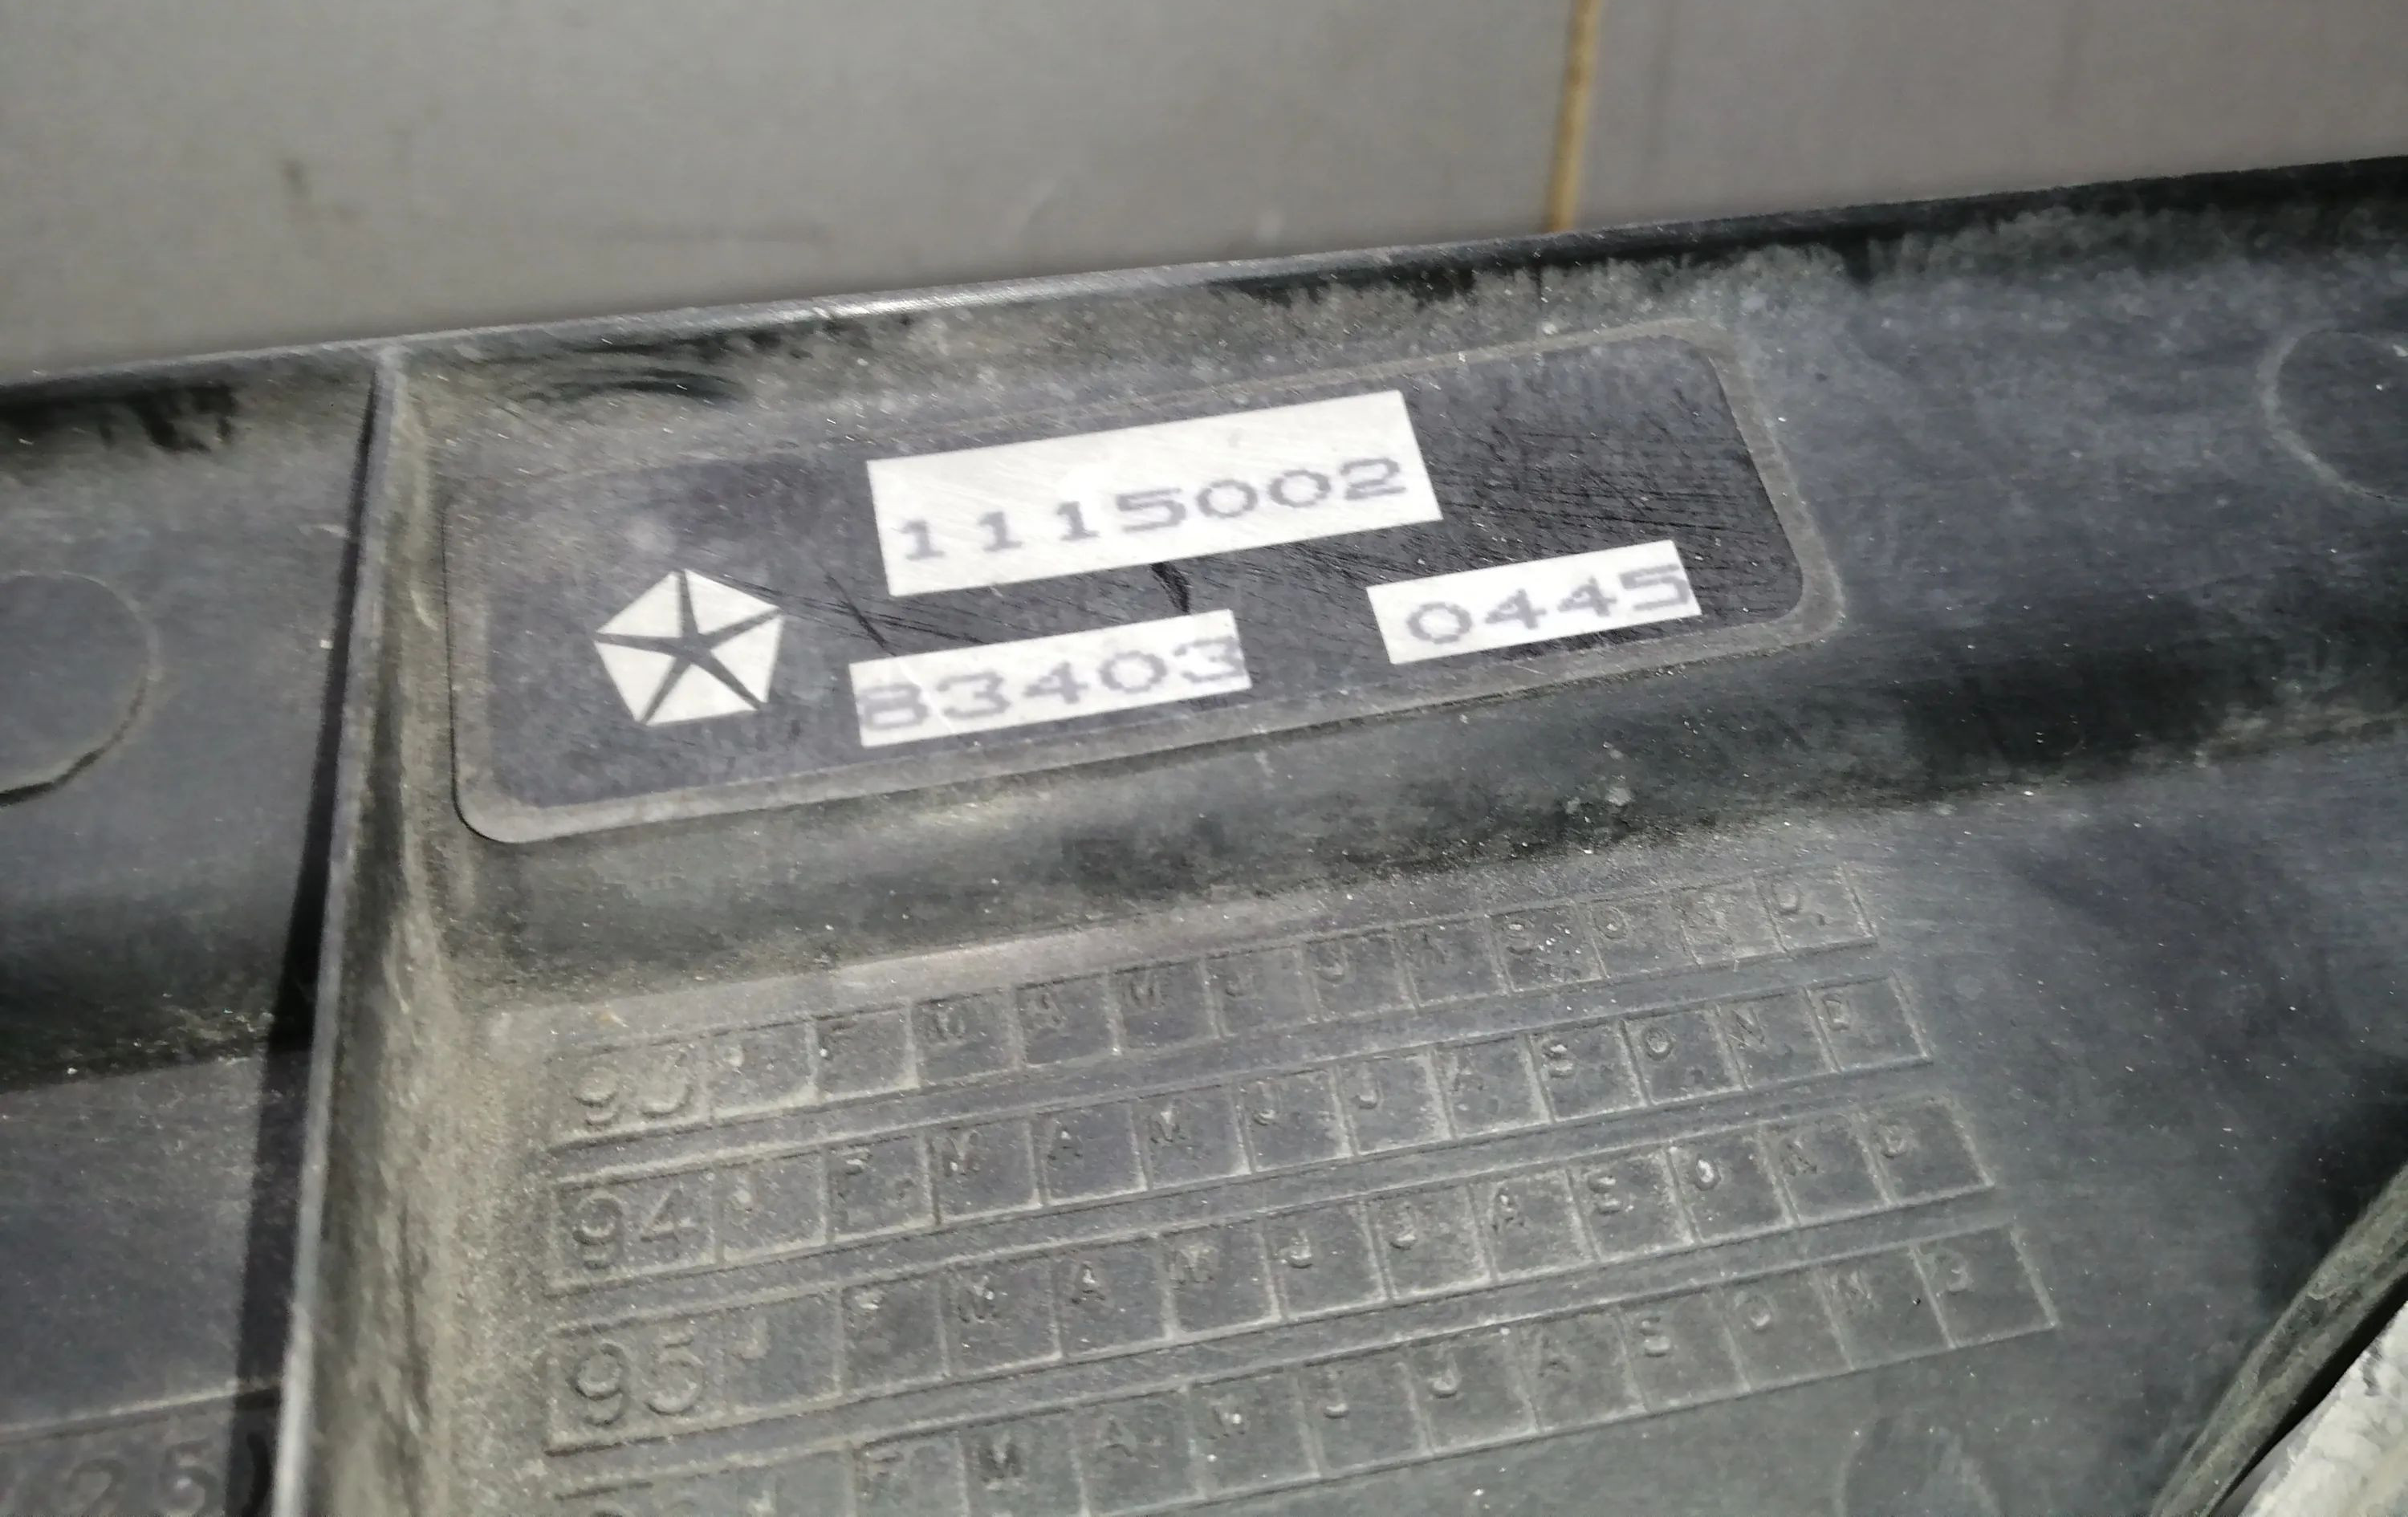 1115002
83403 0445
93 J F M A M J J A S O N D
94 J F M A M J J A S O N D
95 J F M A M J J A S O N D
J F M A M J J A S O N D